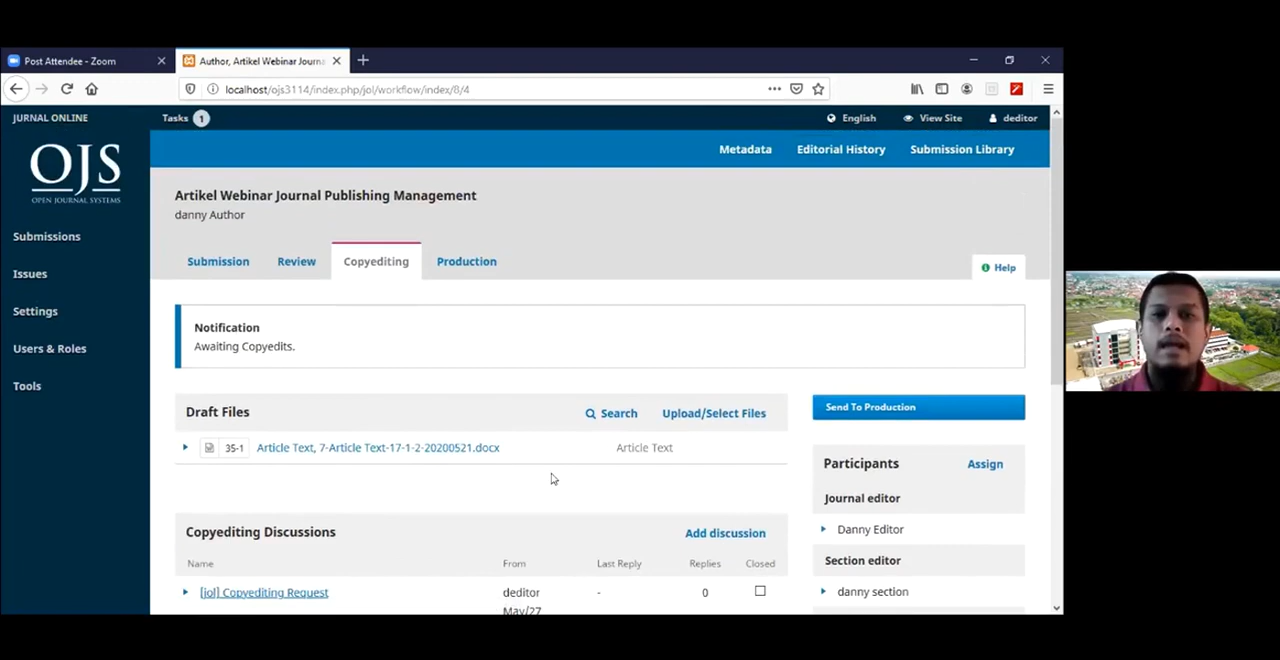 Post Attendee - Zoom
Author, Artikel Webinar Journa
localhost/ojs3114/index.php/jol/workflow/index/8/4
JURNAL ONLINE
Tasks 1
English
View Site
deditor
OJS
OPEN JOURNAL SYSTEMS
Metadata
Editorial History
Submission Library
Submissions
Issues
Settings
Users & Roles
Tools
Artikel Webinar Journal Publishing Management
danny Author
Submission
Review
Copyediting
Production
Help
Notification
Awaiting Copyedits.
Draft Files
Search
Upload/Select Files
35-1
Article Text, 7-Article Text-17-1-2-20200521.docx
Article Text
Send To Production
Participants
Assign
Journal editor
Danny Editor
Section editor
danny section
Copyediting Discussions
Add discussion
Name
From
Last Reply
Replies
Closed
[jol] Copyediting Request
deditor
May/27
-
0